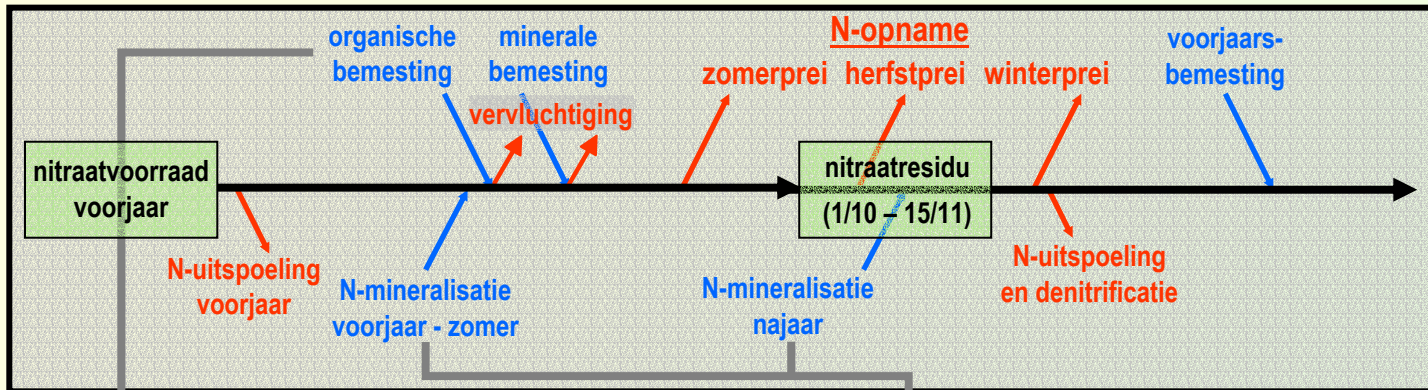 organische
bemesting
minerale
bemesting
vervluchtiging
N-opname
zomerprei herfstprei winterprei
voorjaars-
bemesting
nitraatvoorraad
voorjaar
nitraatresidu
(1/10 – 15/11)
N-uitspoeling
voorjaar
N-mineralisatie
voorjaar - zomer
N-mineralisatie
najaar
N-uitspoeling
en denitrificatie